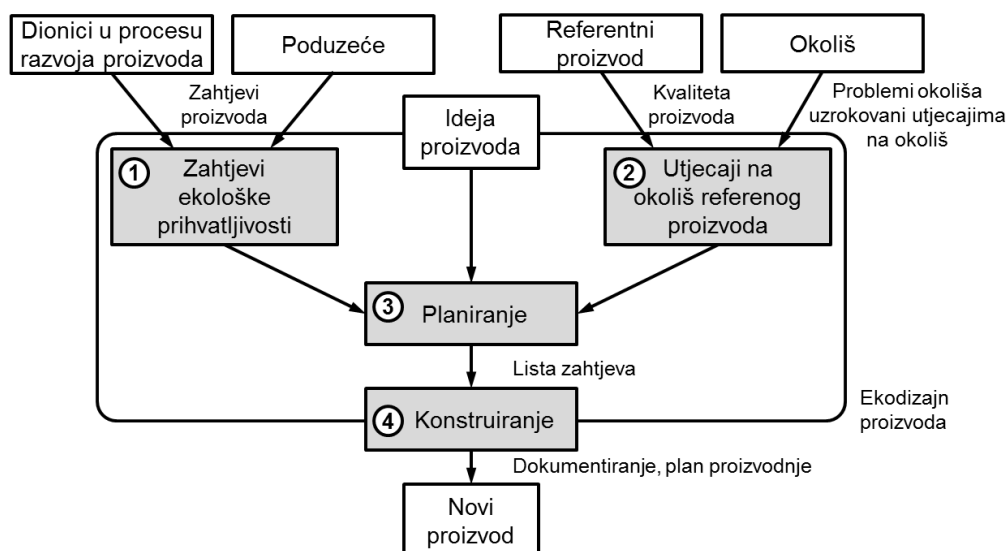 Dionici u procesu
razvoja proizvoda
Poduzeće
Referentni
proizvod
Okoliš
Zahtjevi
proizvoda
Ideja
proizvoda
Kvaliteta
proizvoda
Problemi okoliša
uzrokovani utjecajima
na okoliš
1
Zahtjevi
ekološke
prihvatljivosti
2
Utjecaji na
okoliš referenog
proizvoda
3
Planiranje
Lista zahtjeva
4
Konstruiranje
Ekodizajn
proizvoda
Dokumentiranje, plan proizvodnje
Novi
proizvod